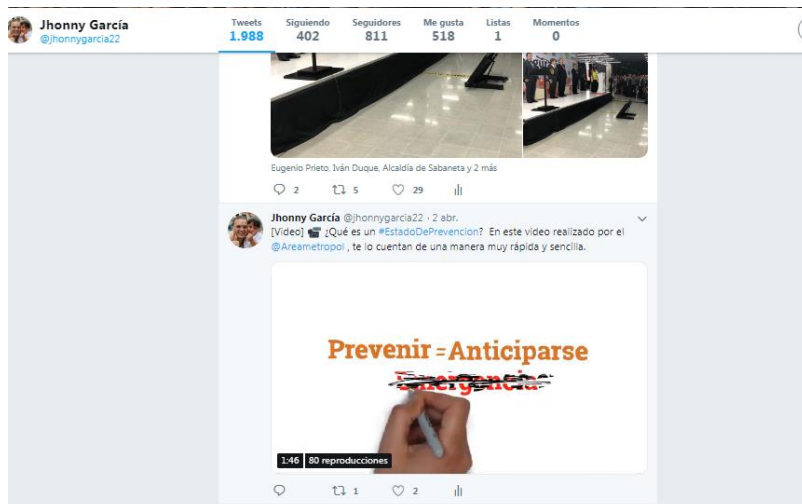 Jhonny García
@jhonnygarcia22
Tweets Siguiendo Seguidores Me gusta Listas Momentos
1.988 402 811 518 1 0
Eugenio Prieto, Iván Duque, Alcaldía de Sabaneta y 2 más
2 5 29
Jhonny García @jhonnygarcia22 · 2 abr.
[Video] 📹 ¿Qué es un #EstadoDePrevencion? En este video realizado por el
@Areametropol , te lo cuentan de una manera muy rápida y sencilla.
Prevenir = Anticiparse
Emergencia
1:46 80 reproducciones
1 2